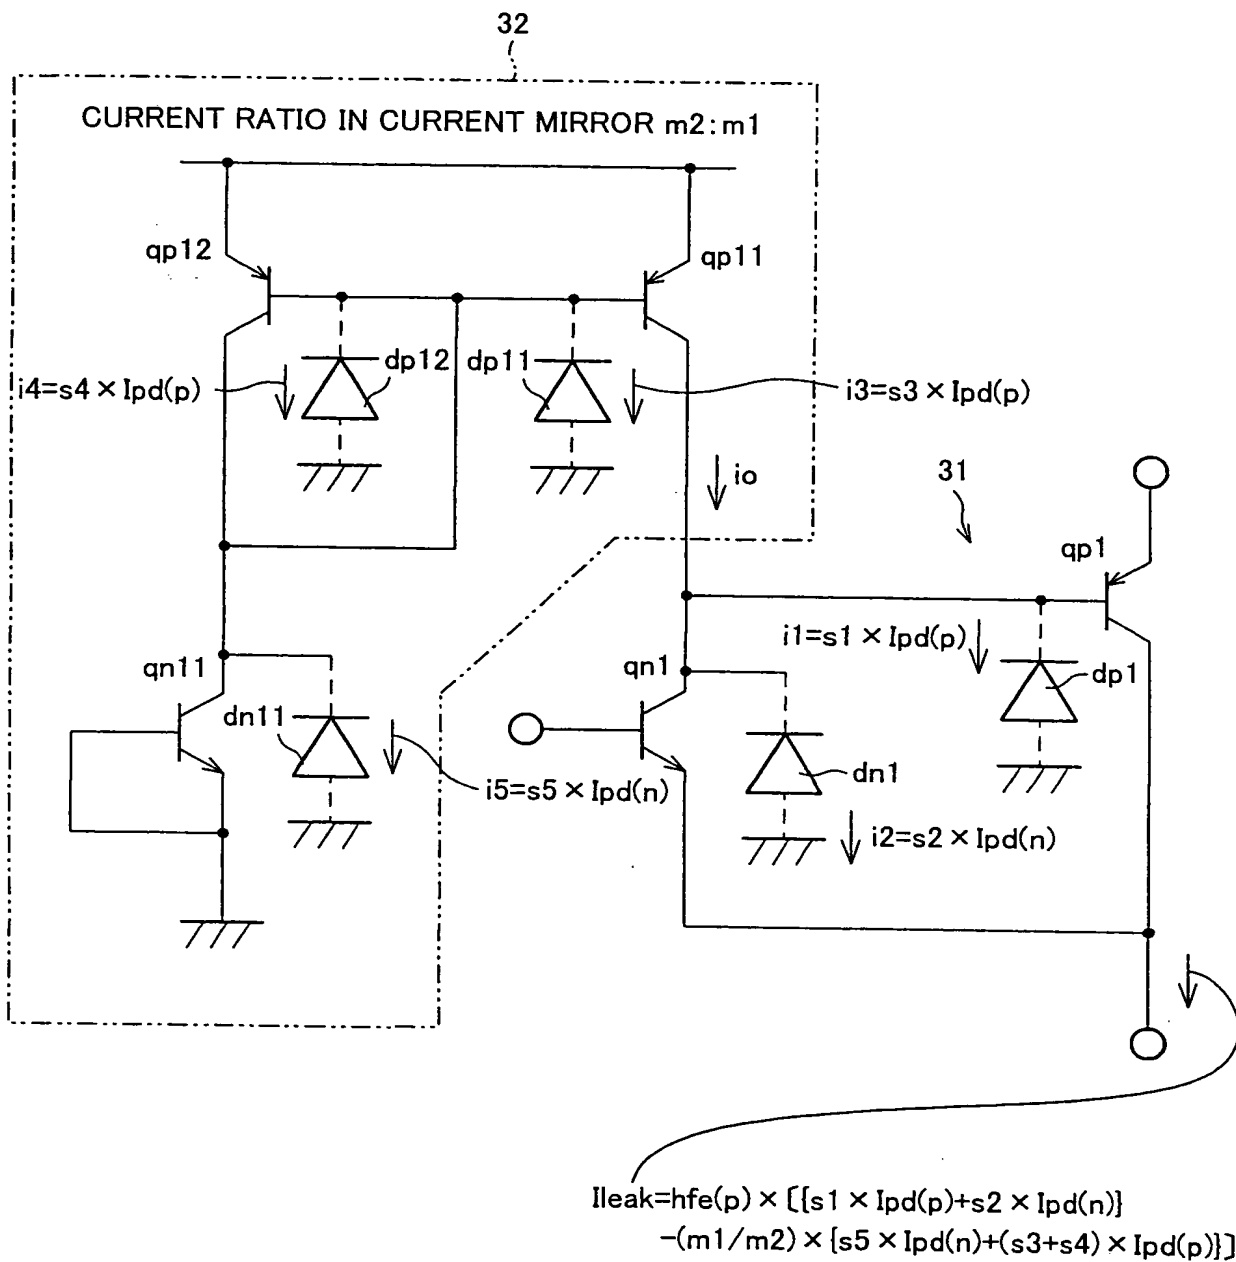 32
CURRENT RATIO IN CURRENT MIRROR m2:m1
qp12
qp11
dp12
dp11
i4=s4×Ipd(p)
i3=s3×Ipd(p)
io
31
qp1
i1=s1×Ipd(p)
qn11
qn1
dp1
dn11
dn1
i5=s5×Ipd(n)
i2=s2×Ipd(n)
Ileak=hfe(p)×[{s1×Ipd(p)+s2×Ipd(n)}
-(m1/m2)×{s5×Ipd(n)+(s3+s4)×Ipd(p)}]